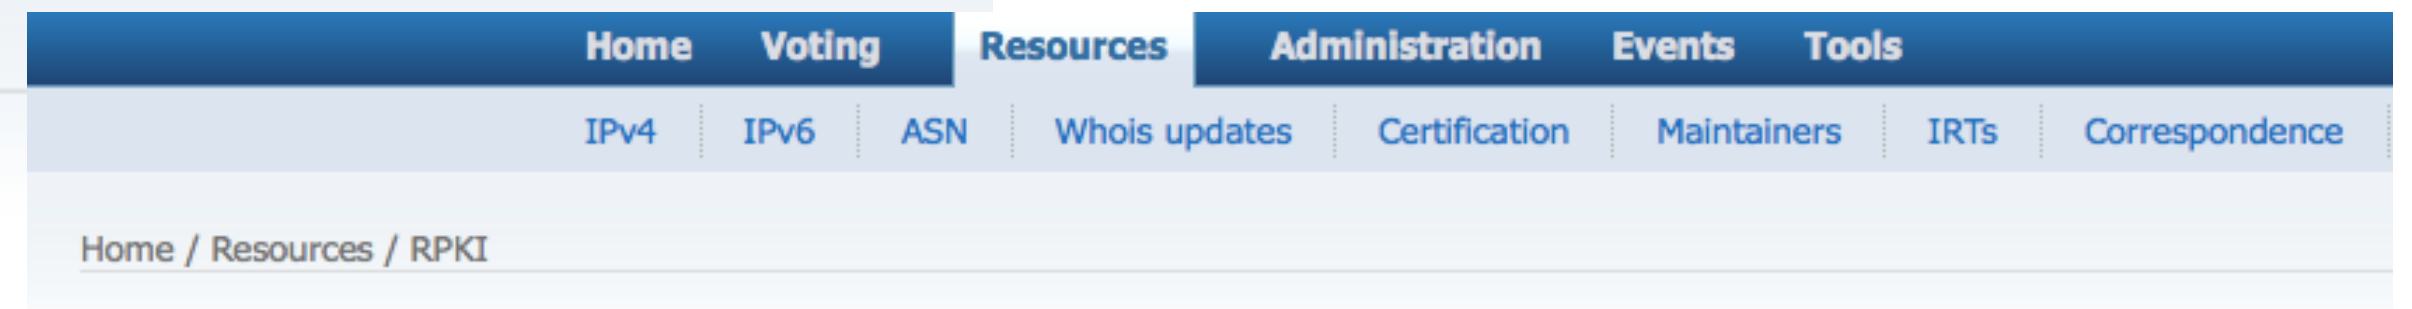 Home Voting Resources Administration Events Tools
IPv4 IPv6 ASN Whois updates Certification Maintainers IRTs Correspondence
Home / Resources / RPKI